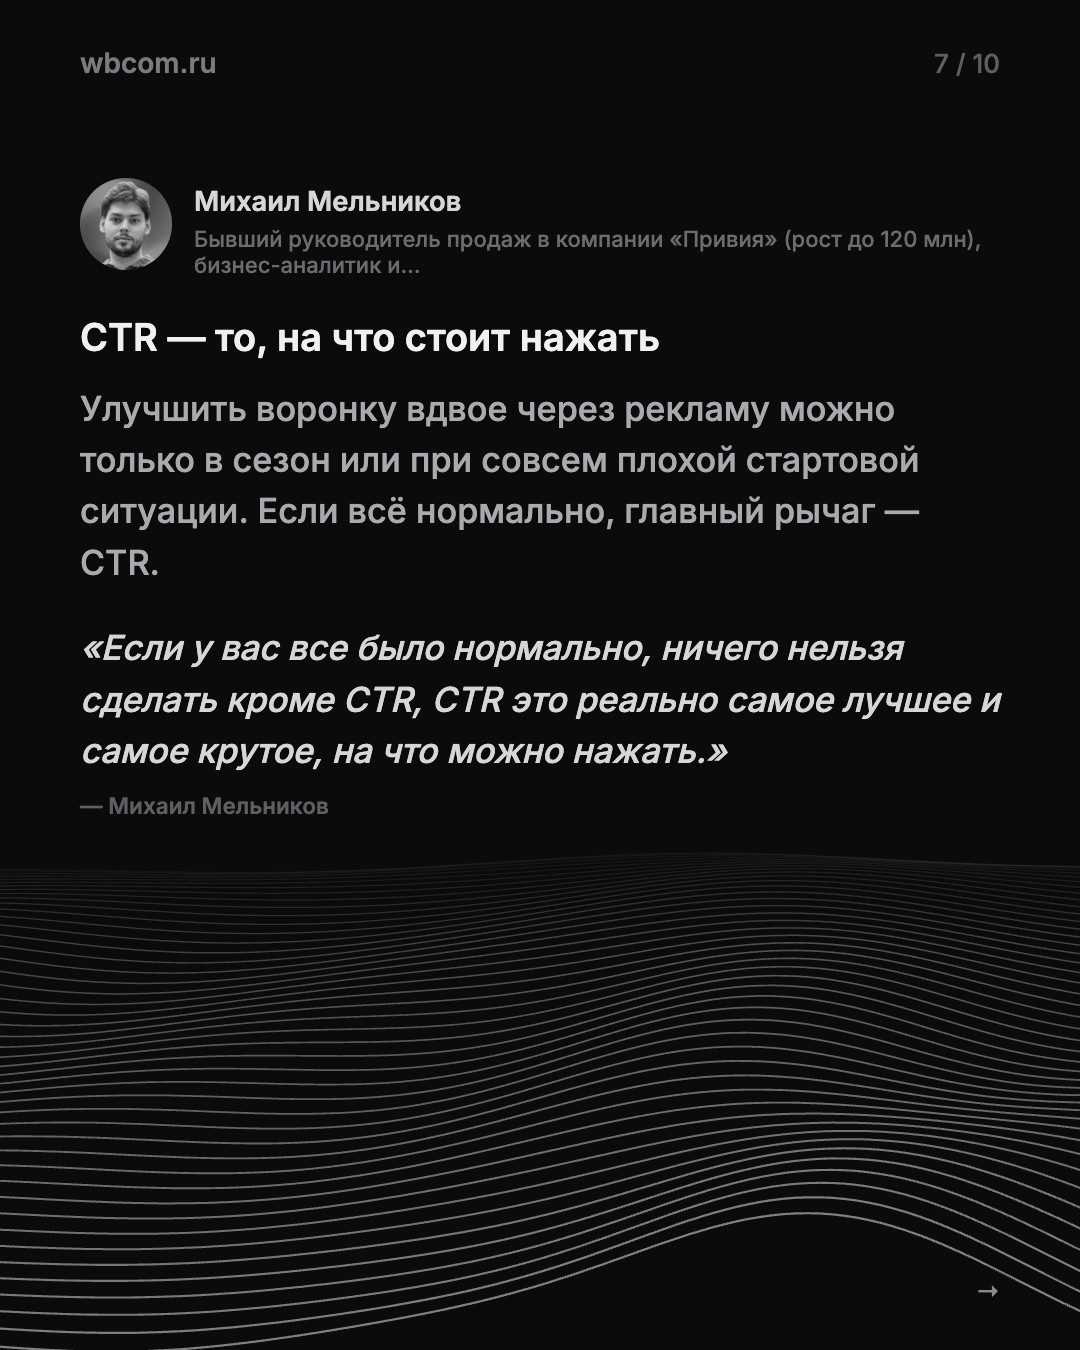 wbcom.ru
7 / 10
Михаил Мельников
Бывший руководитель продаж в компании «Привия» (рост до 120 млн),
бизнес-аналитик и...
CTR — то, на что стоит нажать
Улучшить воронку вдвое через рекламу можно
только в сезон или при совсем плохой стартовой
ситуации. Если всё нормально, главный рычаг —
CTR.
«Если у вас все было нормально, ничего нельзя
сделать кроме CTR, CTR это реально самое лучшее и
самое крутое, на что можно нажать.»
— Михаил Мельников
→